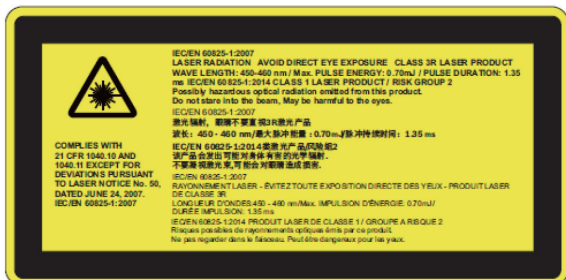 IEC/EN 60825-1:2007
LASER RADIATION AVOID DIRECT EYE EXPOSURE CLASS 3R LASER PRODUCT
WAVE LENGTH: 450-460 nm / Max. PULSE ENERGY: 0.70mJ / PULSE DURATION: 1.35
ms IEC/EN 60825-1:2014 CLASS 1 LASER PRODUCT / RISK GROUP 2
Possibly hazardous optical radiation emitted from this product.
Do not stare into the beam, May be harmful to the eyes.
IEC/EN 60825-1:2007
激光辐射，眼睛不要直视3R激光产品
波长：450 - 460 nm/最大脉冲能量：0.70mJ/脉冲持续时间：1.35 ms
IEC/EN 60825-1:2014类激光产品/风险组2
该产品会发出可能对身体有害的光学辐射.
不要凝视激光束,可能会对眼睛造成损害.
IEC/EN 60825-1:2007
RAYONNEMENT LASER - ÉVITEZ TOUTE EXPOSITION DIRECTE DES YEUX - PRODUIT LASER
DE CLASSE 3R
LONGUEUR D'ONDES:450 - 460 nm/Max. IMPULSION D'ÉNERGIE: 0.70mJ/
DURÉE IMPULSION: 1.35 ms
IEC/EN 60825-1:2014 PRODUIT LASER DE CLASSE 1 / GROUPE A RISQUE 2
Risques possibles de rayonnements optiques émis par ce produit.
Ne pas regarder dans le faisceau. Peut être dangereux pour les yeux.
COMPLIES WITH
21 CFR 1040.10 AND
1040.11 EXCEPT FOR
DEVIATIONS PURSUANT
TO LASER NOTICE No. 50,
DATED JUNE 24, 2007.
IEC/EN 60825-1:2007